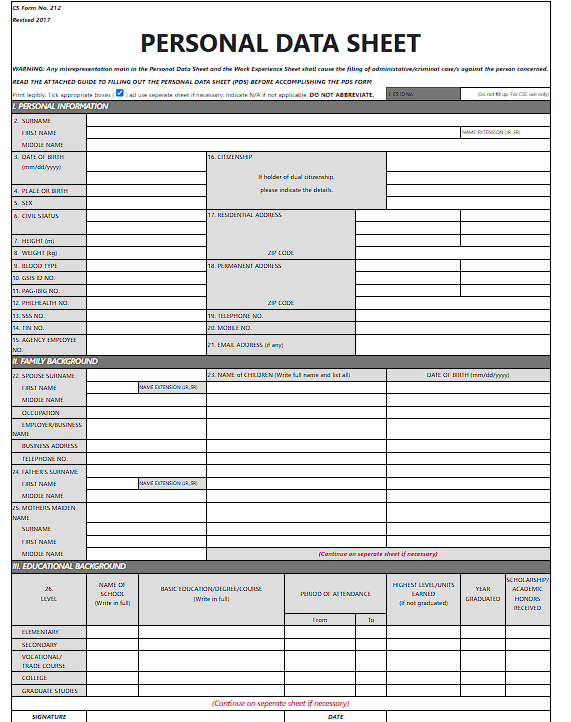 CS Form No. 212
Revised 2017
PERSONAL DATA SHEET
WARNING: Any misrepresentation main in the Personal Data Sheet and the Work Experience Sheet shall cause the filing of administative/criminal case/s against the person concerned.
READ THE ATTACHED GUIDE TO FILLING OUT THE PERSONAL DATA SHEET (PDS) BEFORE ACCOMPLISHING THE PDS FORM
Print legibly. Tick appropriate boxes ( ) ad use seperate sheet if necessary. Indicate N/A if not applicable. DO NOT ABBREVIATE. I. CS ID No. (Do not fill up. For CSC use only)
I. PERSONAL INFORMATION
2. SURNAME
FIRST NAME NAME EXTENSION (JR.,SR)
MIDDLE NAME
3. DATE OF BIRTH
(mm/dd/yyyy)
16. CITIZENSHIP
If holder of dual citizenship,
please indicate the details.
4. PLACE OR BIRTH
5. SEX
6. CIVIL STATUS
17. RESIDENTIAL ADDRESS
7. HEIGHT (m)
8. WEIGHT (kg) ZIP CODE
9. BLOOD TYPE 18. PERMANENT ADDRESS
10. GSIS ID NO.
11. PAG-IBIG NO.
12. PHILHEALTH NO. ZIP CODE
13. SSS NO. 19. TELEPHONE NO.
14. TIN NO. 20. MOBILE NO.
15. AGENCY EMPLOYEE
NO.
21. EMAIL ADDRESS (if any)
II. FAMILY BACKGROUND
22. SPOUSE SURNAME 23. NAME of CHILDREN (Write full name and list all) DATE OF BIRTH (mm/dd/yyyy)
FIRST NAME NAME EXTENSION (JR.,SR)
MIDDLE NAME
OCCUPATION
EMPLOYER/BUSINESS
NAME
BUSINESS ADDRESS
TELEPHONE NO.
24. FATHER'S SURNAME
FIRST NAME NAME EXTENSION (JR.,SR)
MIDDLE NAME
25. MOTHERS MAIDEN
NAME
SURNAME
FIRST NAME
MIDDLE NAME (Continue on seperate sheet if necessary)
III. EDUCATIONAL BACKGROUND
26.
LEVEL
NAME OF
SCHOOL
(Write in full)
BASIC EDUCATION/DEGREE/COURSE
(Write in full)
PERIOD OF ATTENDANCE
From To
HIGHEST LEVEL/UNITS
EARNED
(If not graduated)
YEAR
GRADUATED
SCHOLARSHIP/
ACADEMIC
HONORS
RECEIVED
ELEMENTARY
SECONDARY
VOCATIONAL/
TRADE COURSE
COLLEGE
GRADUATE STUDIES
(Continue on seperate sheet if necessary)
SIGNATURE DATE